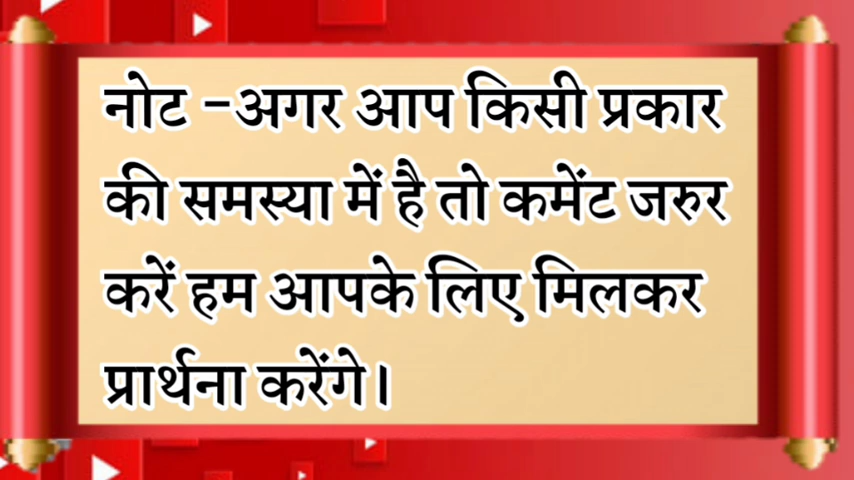 नोट -अगर आप किसी प्रकार
की समस्या में है तो कमेंट जरुर
करें हम आपके लिए मिलकर
प्रार्थना करेंगे।